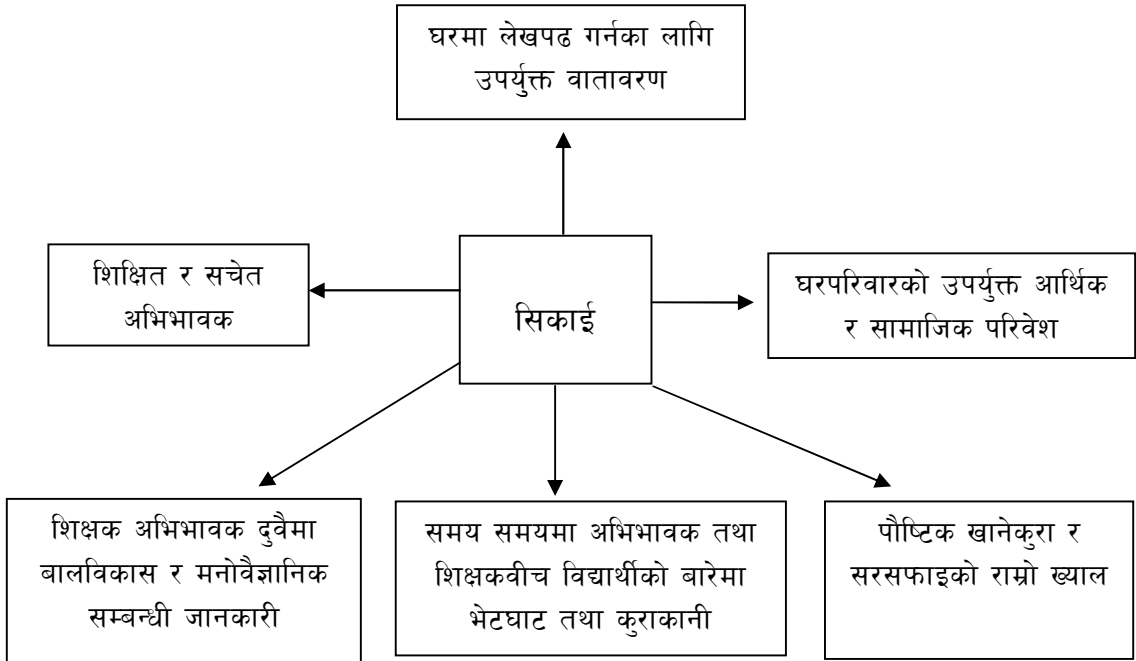 घरमा लेखपढ गर्नका लागि
उपर्युक्त वातावरण
शिक्षित र सचेत
अभिभावक
सिकाई
घरपरिवारको उपर्युक्त आर्थिक
र सामाजिक परिवेश
शिक्षक अभिभावक दुवैमा
बालविकास र मनोवैज्ञानिक
सम्बन्धी जानकारी
समय समयमा अभिभावक तथा
शिक्षकवीच विद्यार्थीको बारेमा
भेटघाट तथा कुराकानी
पौष्टिक खानेकुरा र
सरसफाइको राम्रो ख्याल